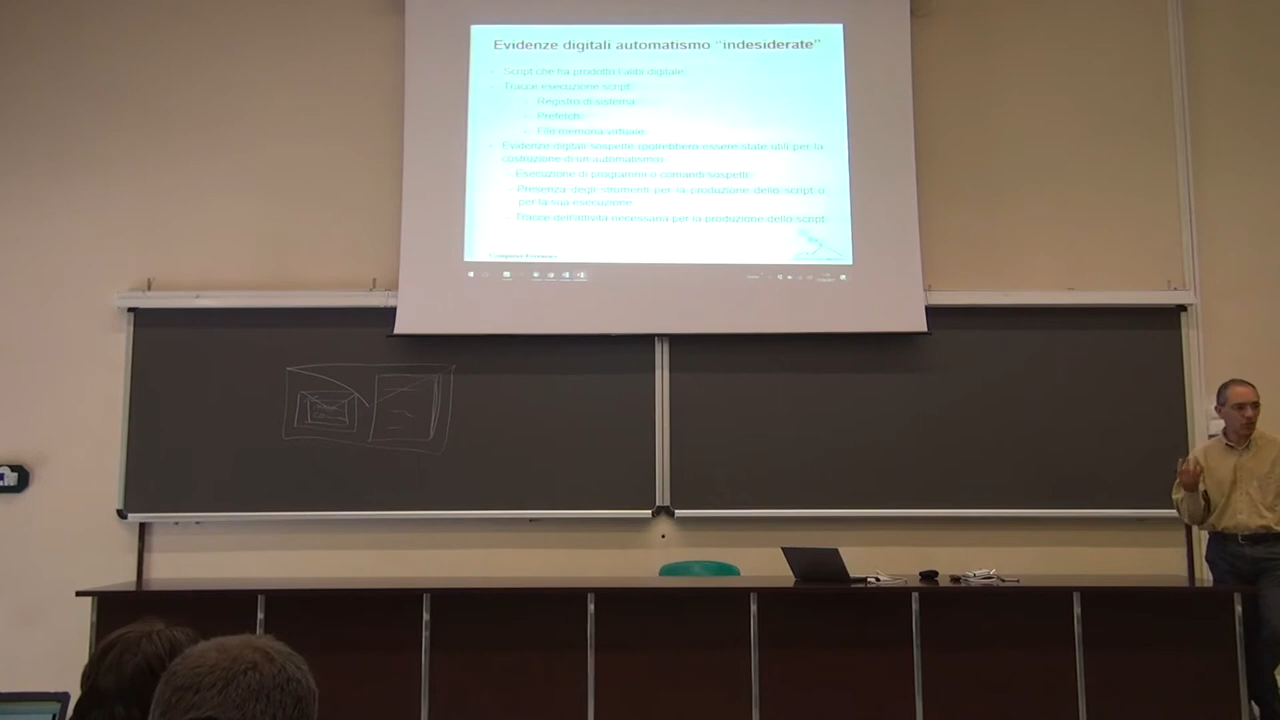 Evidenze digitali automatismo "indesiderate"
- Script che ha prodotto l'alibi digitale
- Tracce esecuzione script:
- Registro di sistema
- Prefetch
- File memoria virtuale
- Evidenze digitali sospette (potrebbero essere state utili per la
costruzione di un automatismo)
- Esecuzione di programmi o comandi sospetti
- Presenza degli strumenti per la produzione dello script o
per la sua esecuzione
- Tracce dell'attività necessaria per la produzione dello script
Computer Forensics